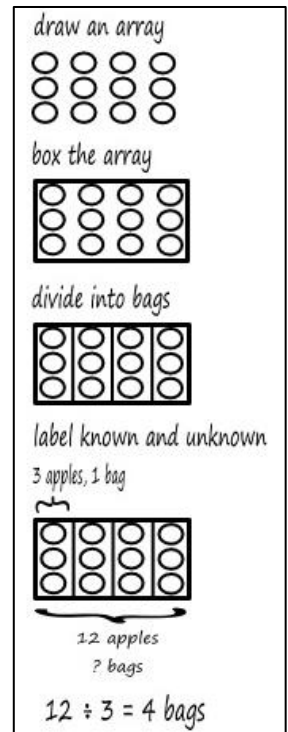 draw an array
box the array
divide into bags
label known and unknown
3 apples, 1 bag
12 apples
? bags
12 ÷ 3 = 4 bags